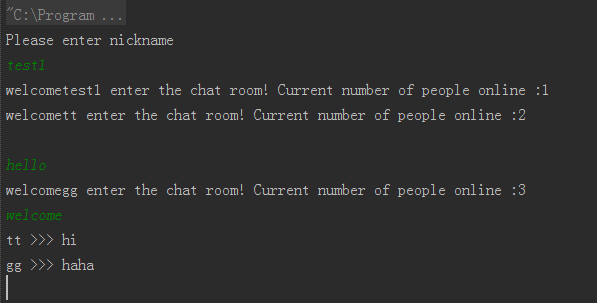 "C:\Program ...
Please enter nickname
test1
welcometest1 enter the chat room! Current number of people online :1
welcomett enter the chat room! Current number of people online :2
hello
welcomegg enter the chat room! Current number of people online :3
welcome
tt >>> hi
gg >>> haha